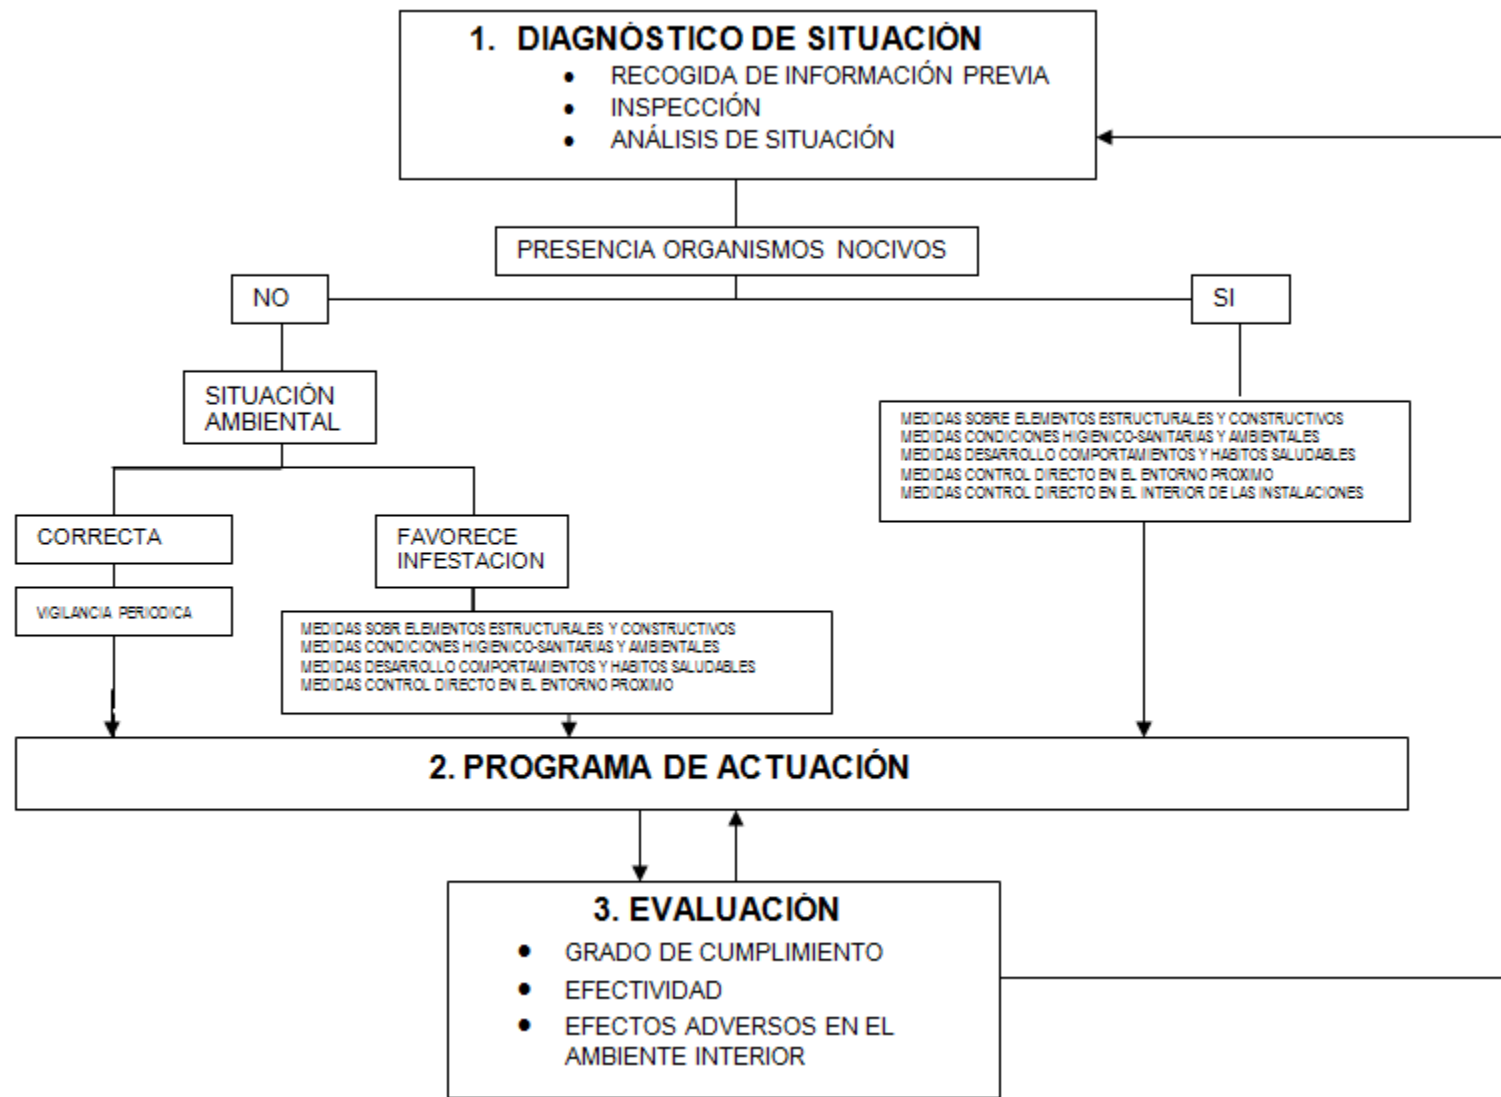 1. DIAGNÓSTICO DE SITUACIÓN
• RECOGIDA DE INFORMACIÓN PREVIA
• INSPECCIÓN
• ANÁLISIS DE SITUACIÓN
PRESENCIA ORGANISMOS NOCIVOS
NO
SI
SITUACIÓN
AMBIENTAL
MEDIDAS SOBRE ELEMENTOS ESTRUCTURALES Y CONSTRUCTIVOS
MEDIDAS CONDICIONES HIGIENICO-SANITARIAS Y AMBIENTALES
MEDIDAS DESARROLLO COMPORTAMIENTOS Y HABITOS SALUDABLES
MEDIDAS CONTROL DIRECTO EN EL ENTORNO PROXIMO
MEDIDAS CONTROL DIRECTO EN EL INTERIOR DE LAS INSTALACIONES
CORRECTA
FAVORECE
INFESTACION
VIGILANCIA PERIODICA
MEDIDAS SOBR ELEMENTOS ESTRUCTURALES Y CONSTRUCTIVOS
MEDIDAS CONDICIONES HIGIENICO-SANITARIAS Y AMBIENTALES
MEDIDAS DESARROLLO COMPORTAMIENTOS Y HABITOS SALUDABLES
MEDIDAS CONTROL DIRECTO EN EL ENTORNO PROXIMO
2. PROGRAMA DE ACTUACIÓN
3. EVALUACIÓN
• GRADO DE CUMPLIMIENTO
• EFECTIVIDAD
• EFECTOS ADVERSOS EN EL
AMBIENTE INTERIOR